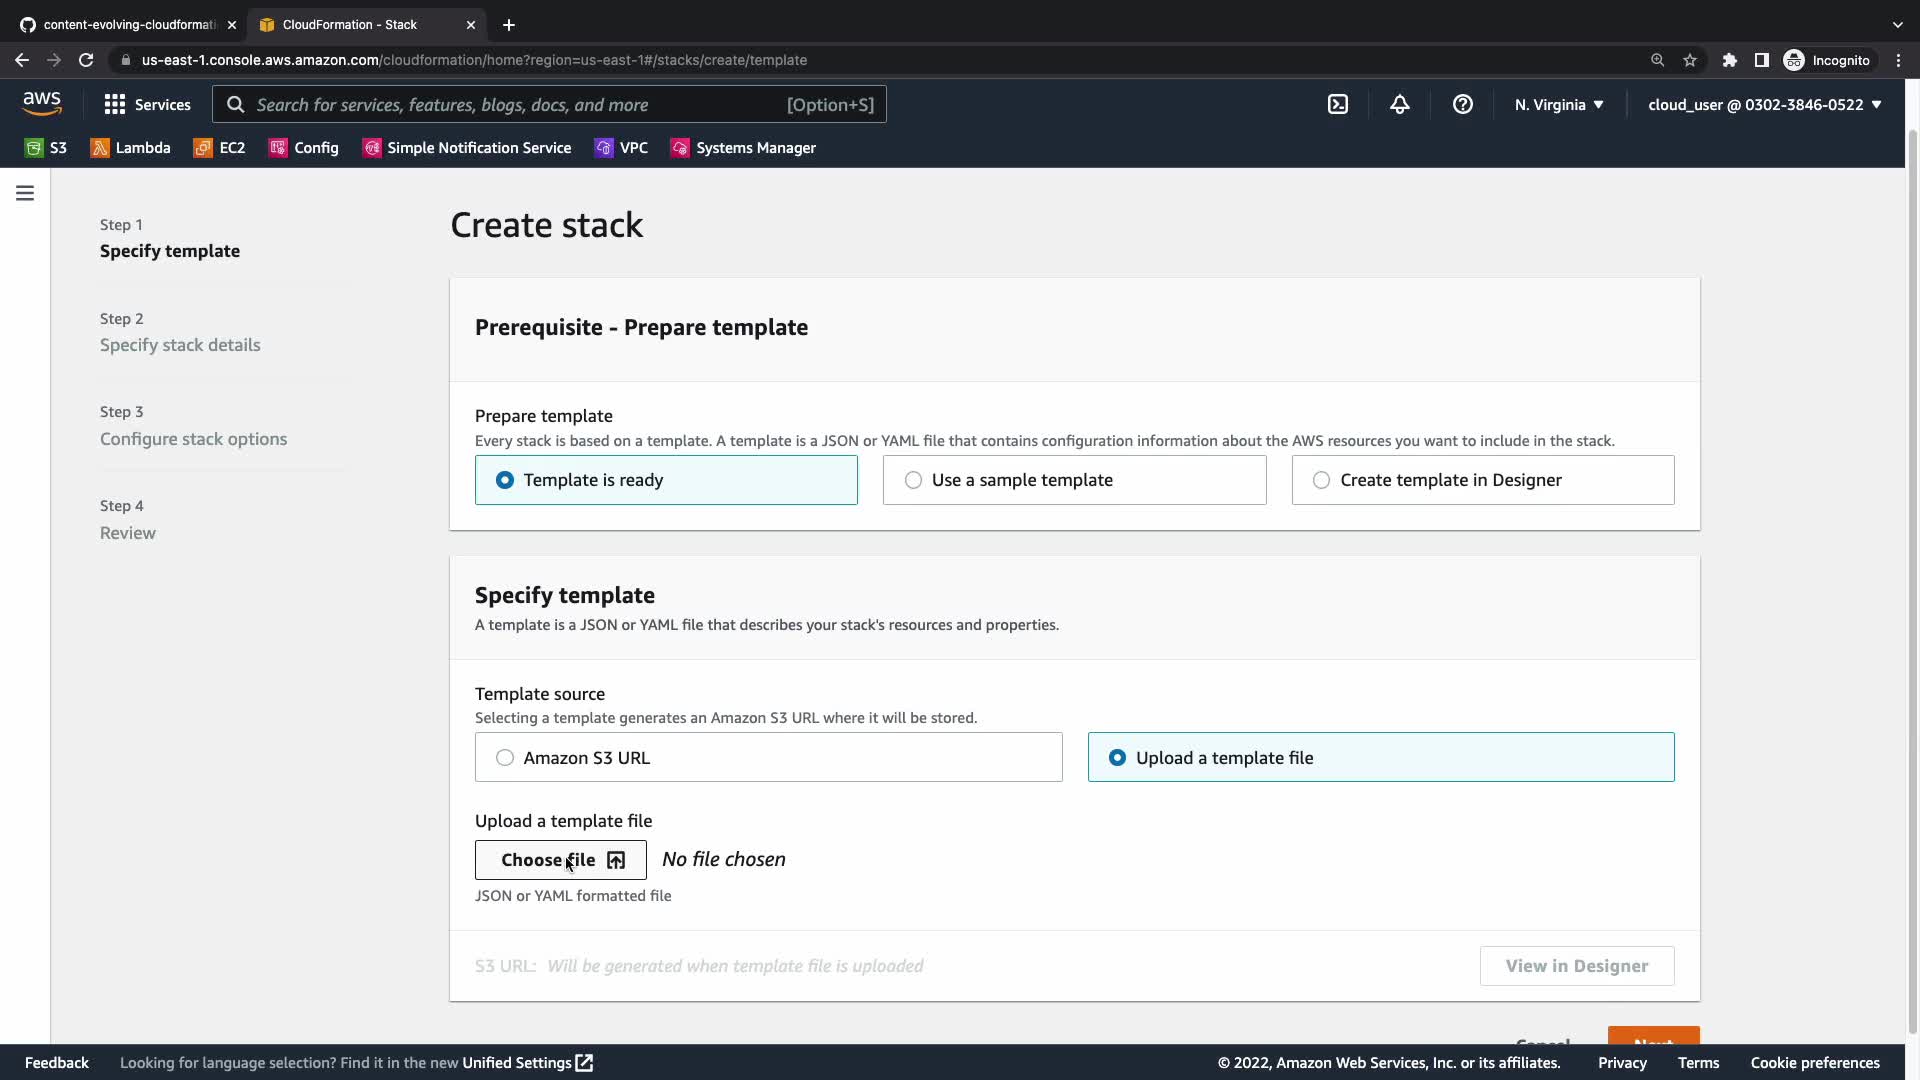 content-evolving-cloudformati
CloudFormation - Stack
us-east-1.console.aws.amazon.com/cloudformation/home?region=us-east-1#/stacks/create/template
Incognito
aws
Services
Search for services, features, blogs, docs, and more
[Option+S]
N. Virginia
cloud_user @ 0302-3846-0522
S3
Lambda
EC2
Config
Simple Notification Service
VPC
Systems Manager
Step 1
Specify template
Step 2
Specify stack details
Step 3
Configure stack options
Step 4
Review
Create stack
Prerequisite - Prepare template
Prepare template
Every stack is based on a template. A template is a JSON or YAML file that contains configuration information about the AWS resources you want to include in the stack.
Template is ready
Use a sample template
Create template in Designer
Specify template
A template is a JSON or YAML file that describes your stack's resources and properties.
Template source
Selecting a template generates an Amazon S3 URL where it will be stored.
Amazon S3 URL
Upload a template file
Upload a template file
Choose file
No file chosen
JSON or YAML formatted file
S3 URL: Will be generated when template file is uploaded
View in Designer
Cancel
Next
Feedback
Looking for language selection? Find it in the new Unified Settings
© 2022, Amazon Web Services, Inc. or its affiliates.
Privacy
Terms
Cookie preferences